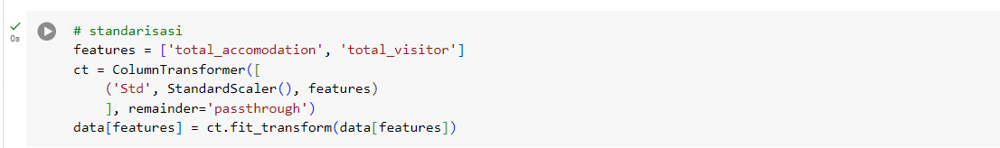 # standarisasi
features = ['total_accomodation', 'total_visitor']
ct = ColumnTransformer([
    ('Std', StandardScaler(), features)
    ], remainder='passthrough')
data[features] = ct.fit_transform(data[features])
0s